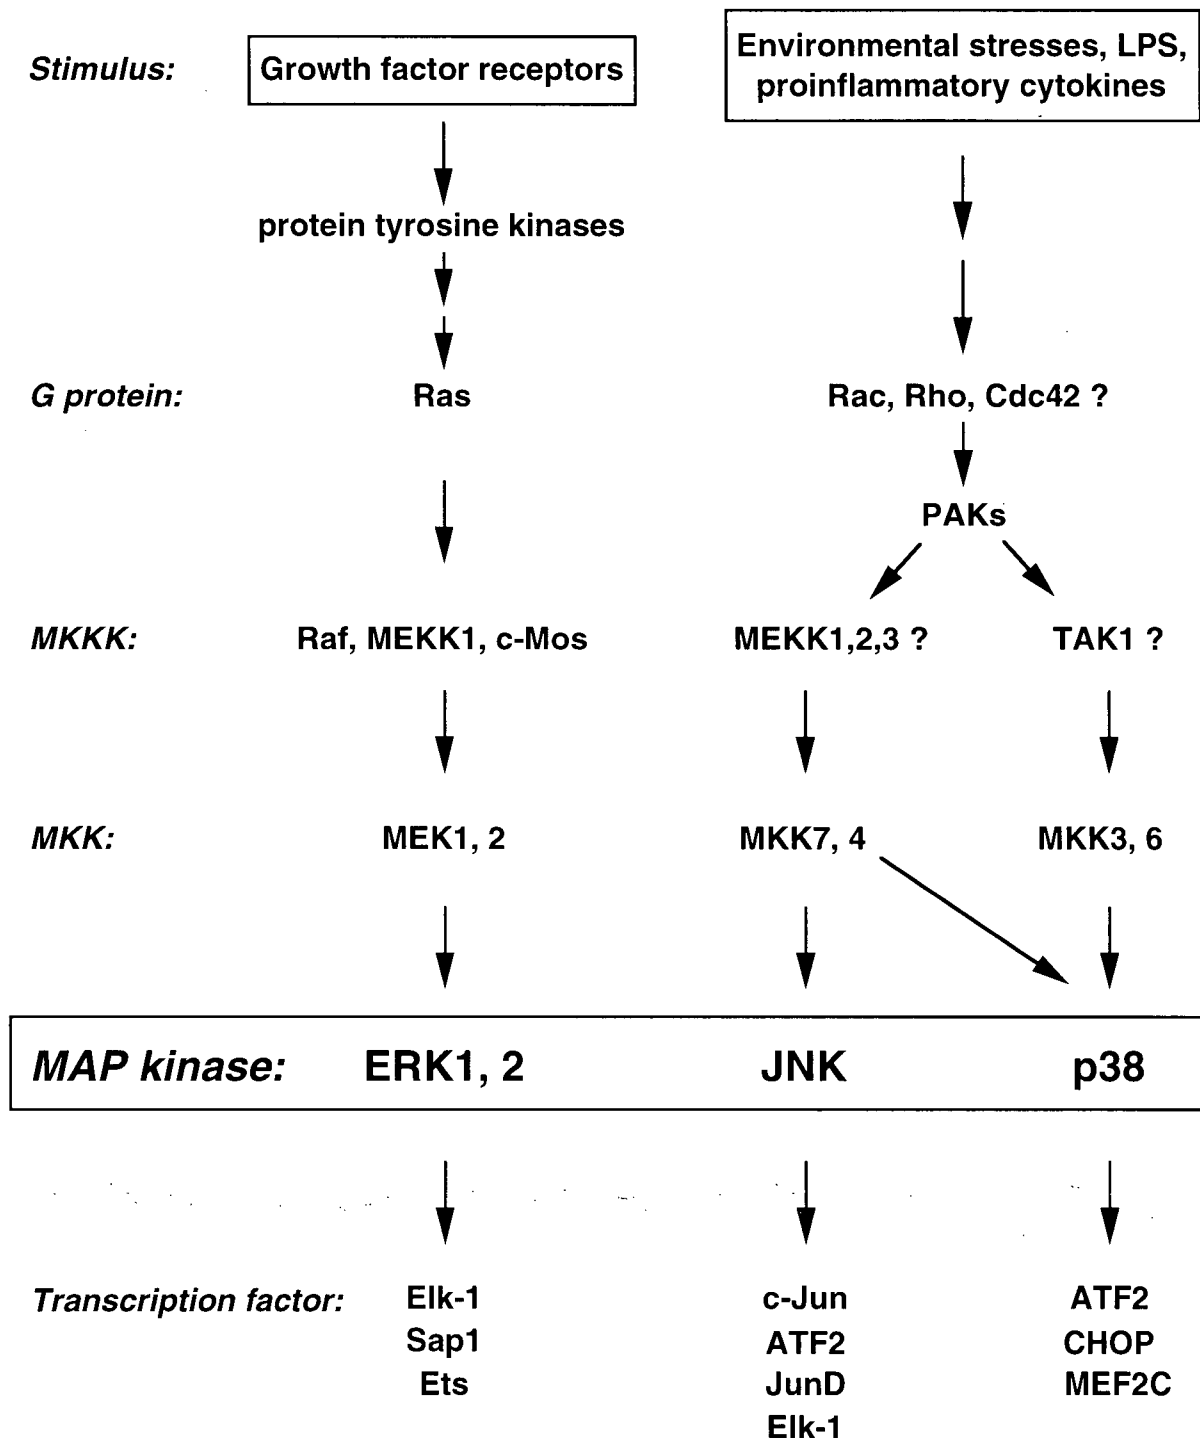 Stimulus: Growth factor receptors Environmental stresses, LPS,
proinflammatory cytokines
protein tyrosine kinases
G protein: Ras Rac, Rho, Cdc42 ?
PAKs
MKKK: Raf, MEKK1, c-Mos MEKK1,2,3 ? TAK1 ?
MKK: MEK1, 2 MKK7, 4 MKK3, 6
MAP kinase: ERK1, 2 JNK p38
Transcription factor: Elk-1 c-Jun ATF2
Sap1 ATF2 CHOP
Ets JunD MEF2C
Elk-1